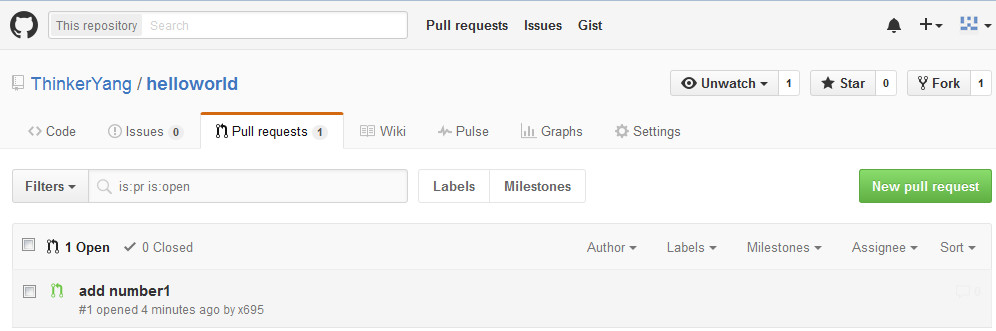 This repository Search Pull requests Issues Gist
ThinkerYang / helloworld Unwatch 1 Star 0 Fork 1
Code Issues 0 Pull requests 1 Wiki Pulse Graphs Settings
Filters is:pr is:open Labels Milestones New pull request
1 Open 0 Closed Author Labels Milestones Assignee Sort
add number1 0
#1 opened 4 minutes ago by x695